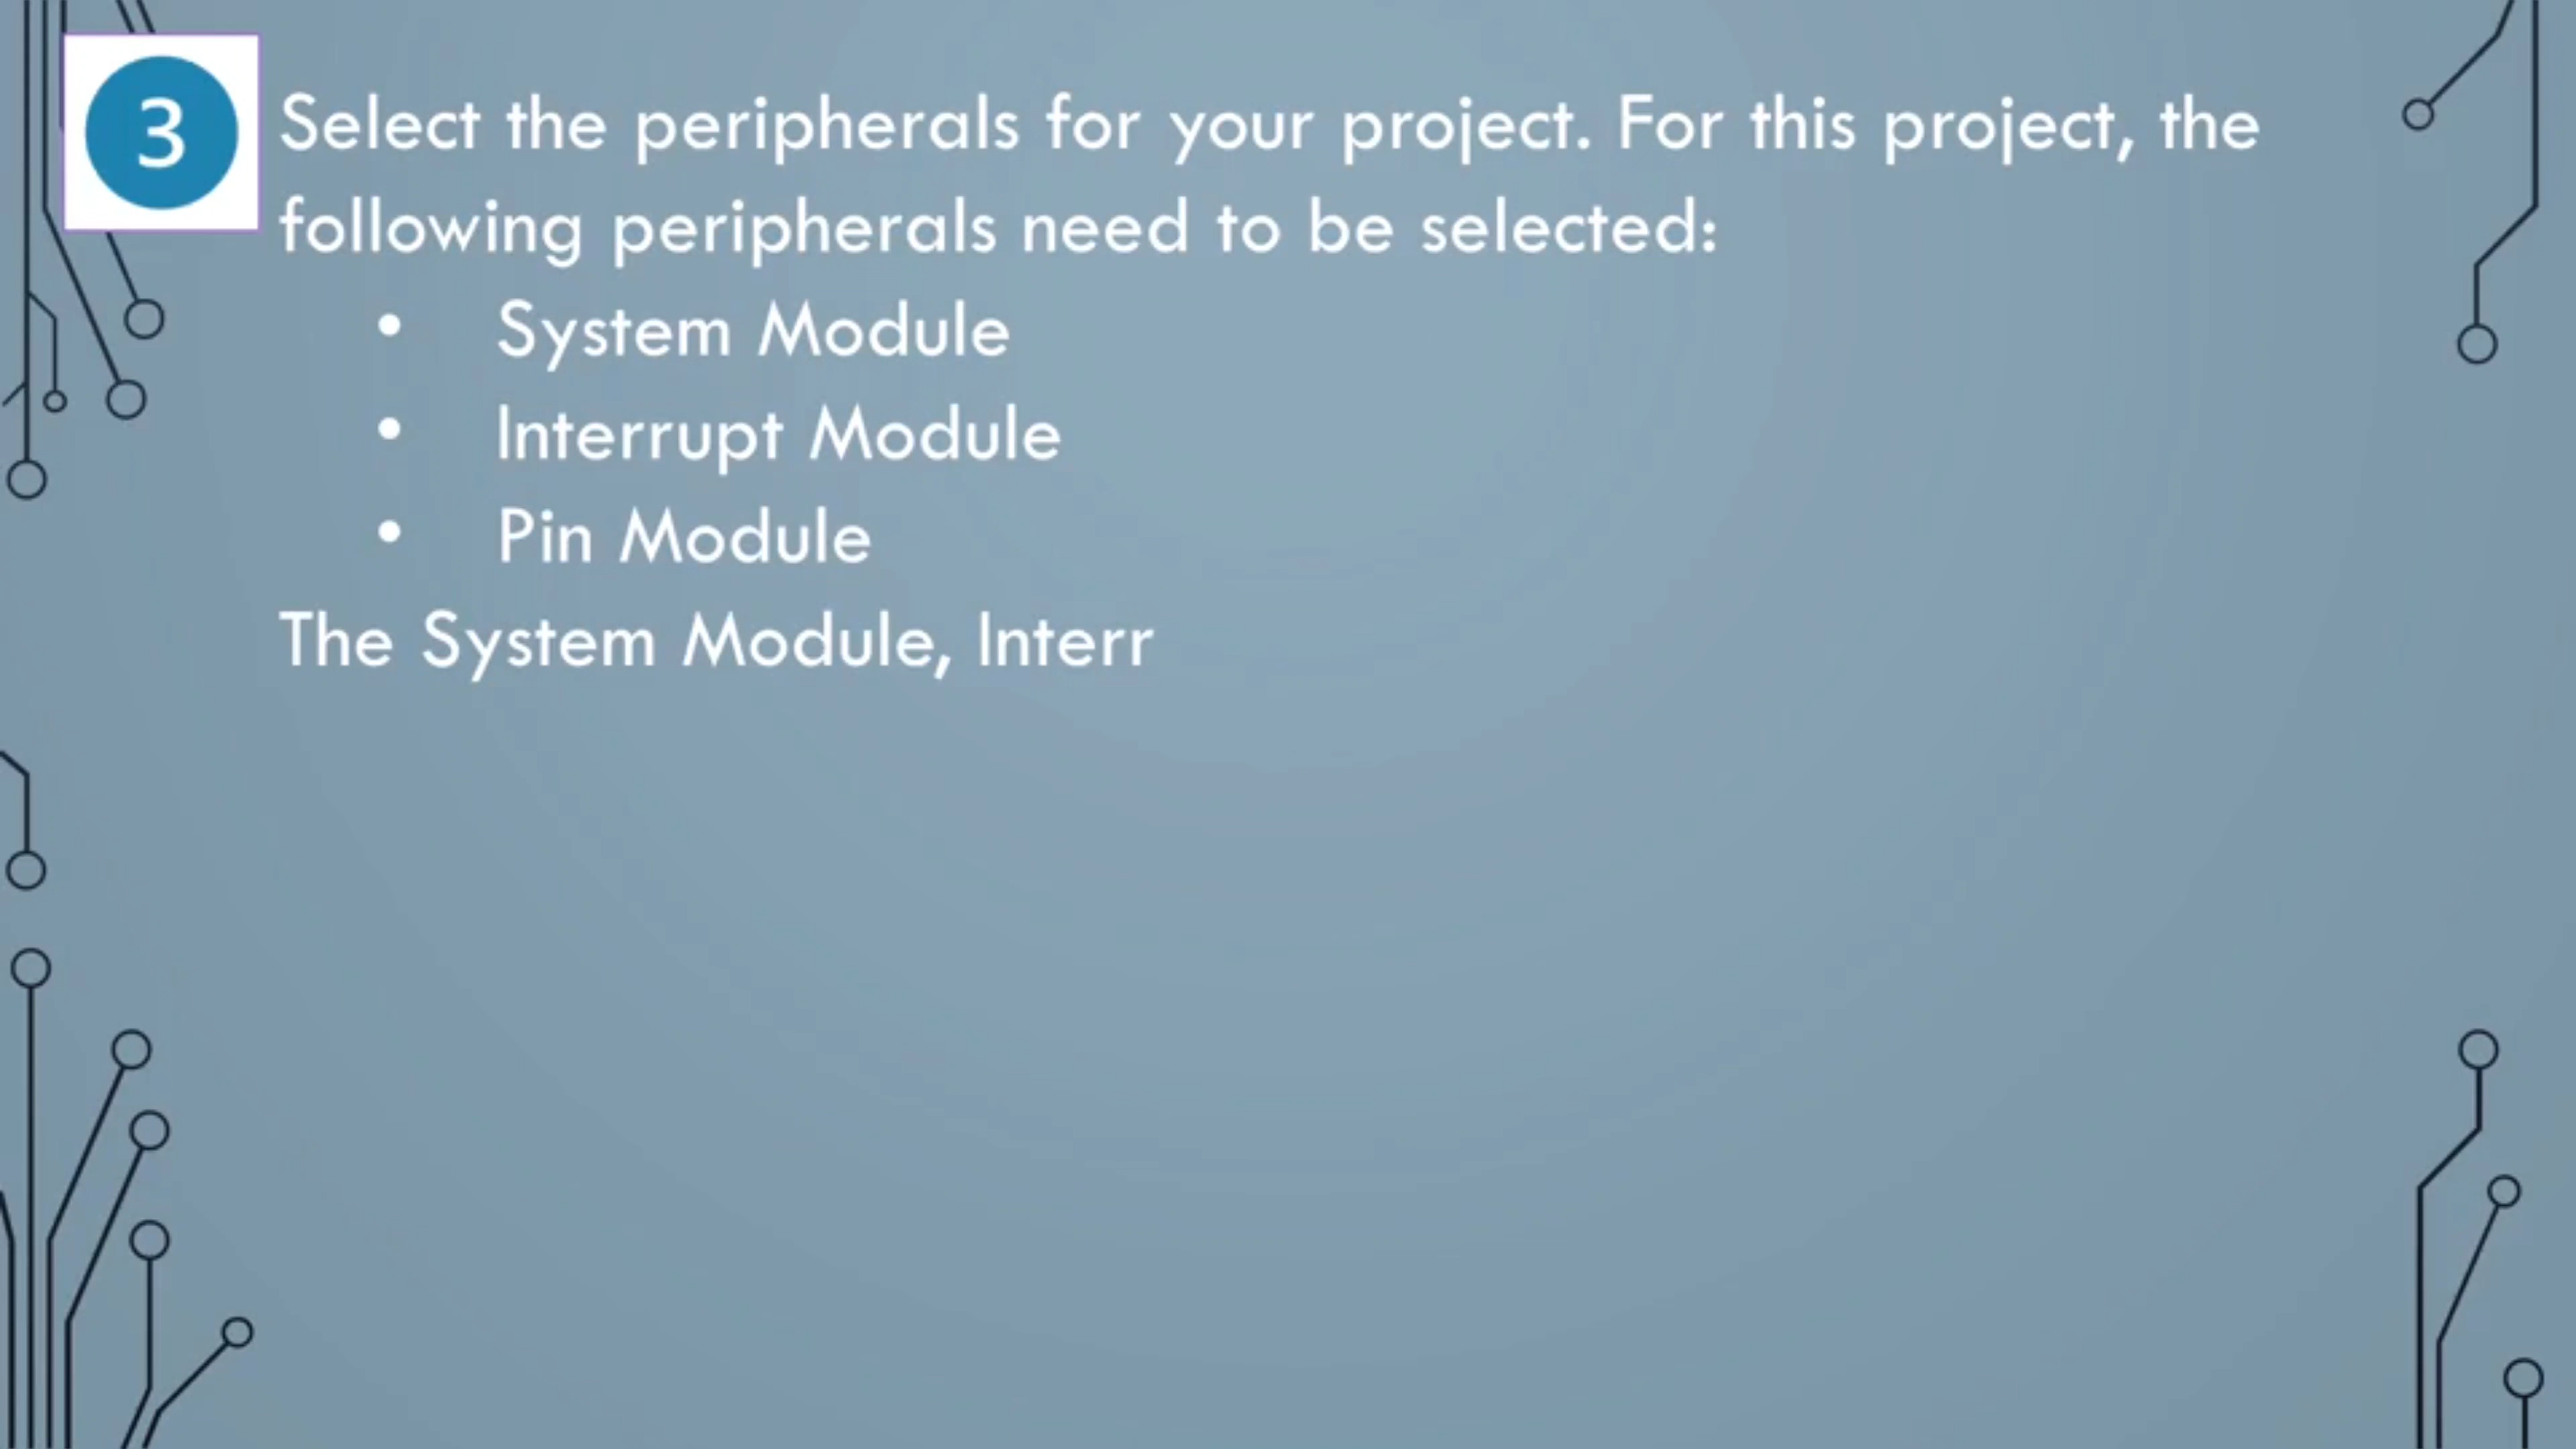 3
Select the peripherals for your project. For this project, the
following peripherals need to be selected:
• System Module
• Interrupt Module
• Pin Module
The System Module, Interr